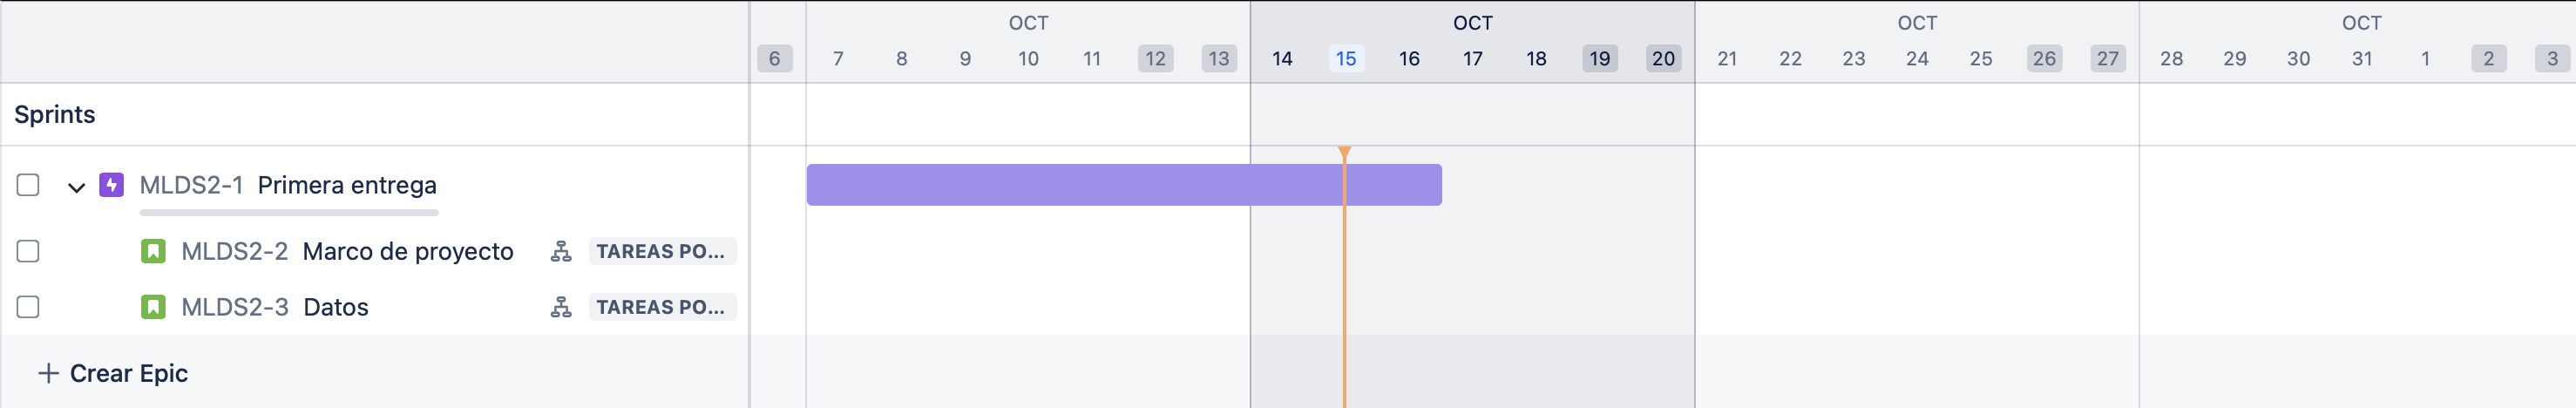 OCT OCT OCT OCT
6 7 8 9 10 11 12 13 14 15 16 17 18 19 20 21 22 23 24 25 26 27 28 29 30 31 1 2 3
Sprints
MLDS2-1 Primera entrega
MLDS2-2 Marco de proyecto TAREAS PO...
MLDS2-3 Datos TAREAS PO...
+ Crear Epic